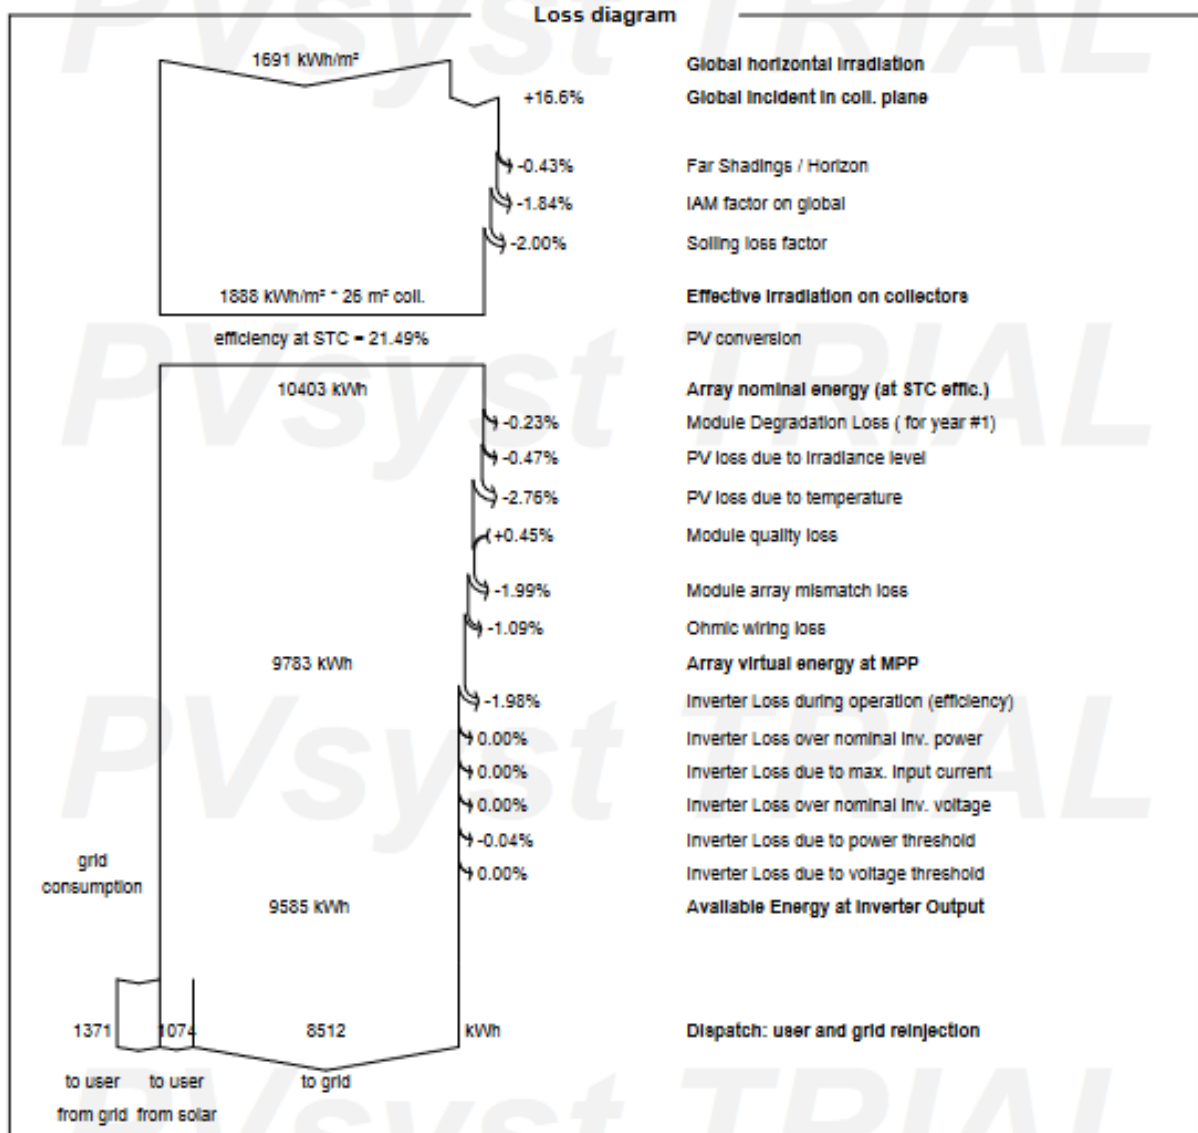 Loss diagram
1691 kWh/m² Global horizontal irradiation
+16.6% Global incident in coll. plane
-0.43% Far Shadings / Horizon
-1.84% IAM factor on global
-2.00% Soiling loss factor
1888 kWh/m² * 26 m² coll. Effective irradiation on collectors
efficiency at STC = 21.49% PV conversion
10403 kWh Array nominal energy (at STC effic.)
-0.23% Module Degradation Loss ( for year #1)
-0.47% PV loss due to irradiance level
-2.76% PV loss due to temperature
+0.45% Module quality loss
-1.99% Module array mismatch loss
-1.09% Ohmic wiring loss
9783 kWh Array virtual energy at MPP
-1.98% Inverter Loss during operation (efficiency)
0.00% Inverter Loss over nominal inv. power
0.00% Inverter Loss due to max. input current
0.00% Inverter Loss over nominal inv. voltage
-0.04% Inverter Loss due to power threshold
grid
0.00% Inverter Loss due to voltage threshold
consumption
9585 kWh Available Energy at Inverter Output
1371 1074 8512 kWh Dispatch: user and grid reinjection
to user to user to grid
from grid from solar
PVsyst TRIAL
PVsyst TRIAL
PVsyst TRIAL
PVsyst TRIAL